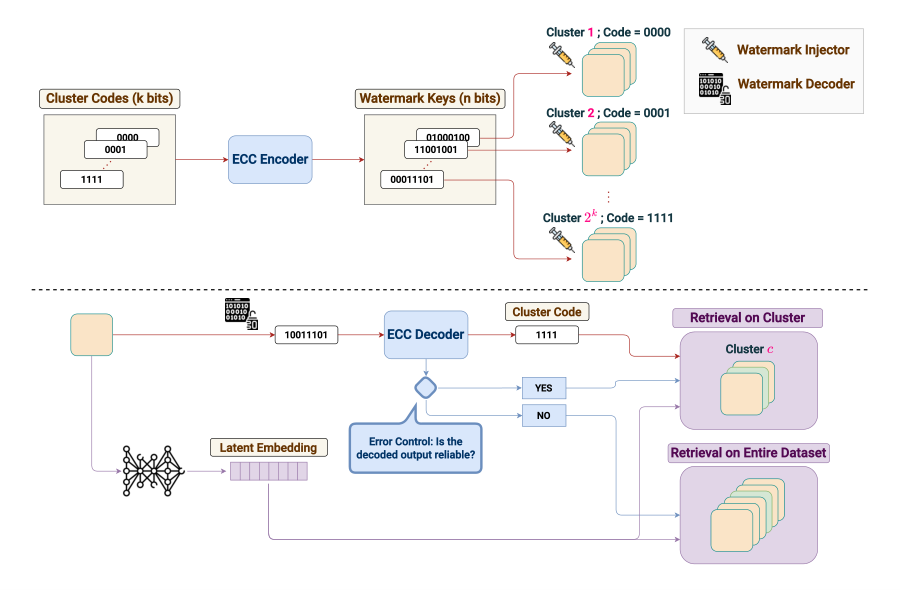 Cluster 1 ; Code = 0000
Watermark Injector
Watermark Decoder
Cluster Codes (k bits)
Watermark Keys (n bits)
0000
0001
1111
ECC Encoder
01000100
11001001
00011101
Cluster 2 ; Code = 0001
Cluster 2^k ; Code = 1111
10011101
ECC Decoder
Cluster Code
1111
Retrieval on Cluster
Cluster c
YES
NO
Error Control: Is the
decoded output reliable?
Latent Embedding
Retrieval on Entire Dataset